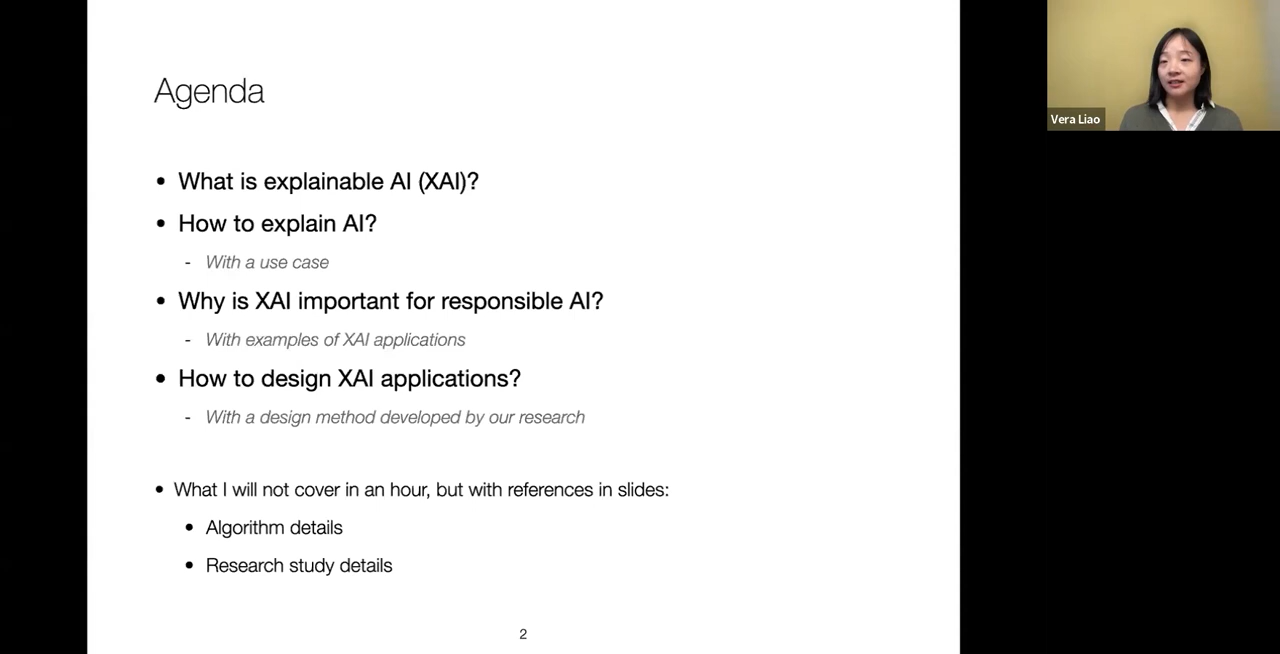 Agenda
Vera Liao
• What is explainable AI (XAI)?
• How to explain AI?
- With a use case
• Why is XAI important for responsible AI?
- With examples of XAI applications
• How to design XAI applications?
- With a design method developed by our research
• What I will not cover in an hour, but with references in slides:
• Algorithm details
• Research study details
2